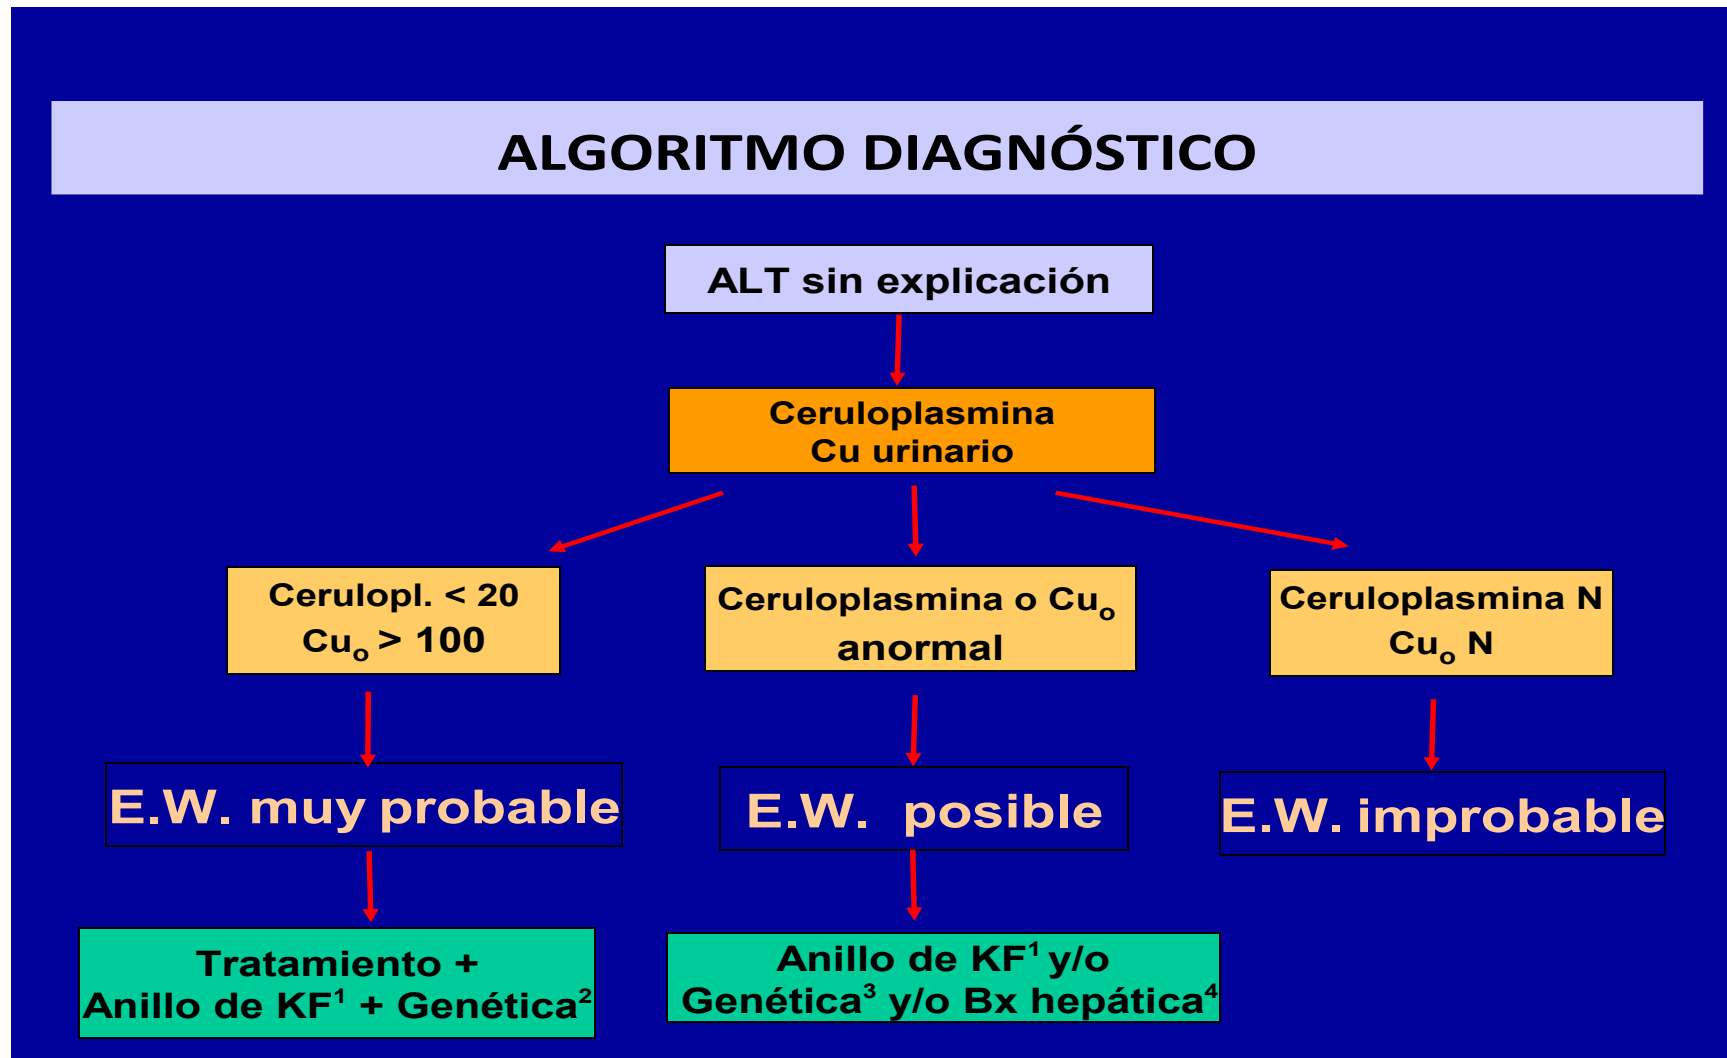 ALGORITMO DIAGNÓSTICO
ALT sin explicación
Ceruloplasmina
Cu urinario
Cerulopl. < 20
Cuₒ > 100
Ceruloplasmina o Cuₒ
anormal
Ceruloplasmina N
Cuₒ N
E.W. muy probable
E.W. posible
E.W. improbable
Tratamiento +
Anillo de KF¹ + Genética²
Anillo de KF¹ y/o
Genética³ y/o Bx hepática⁴